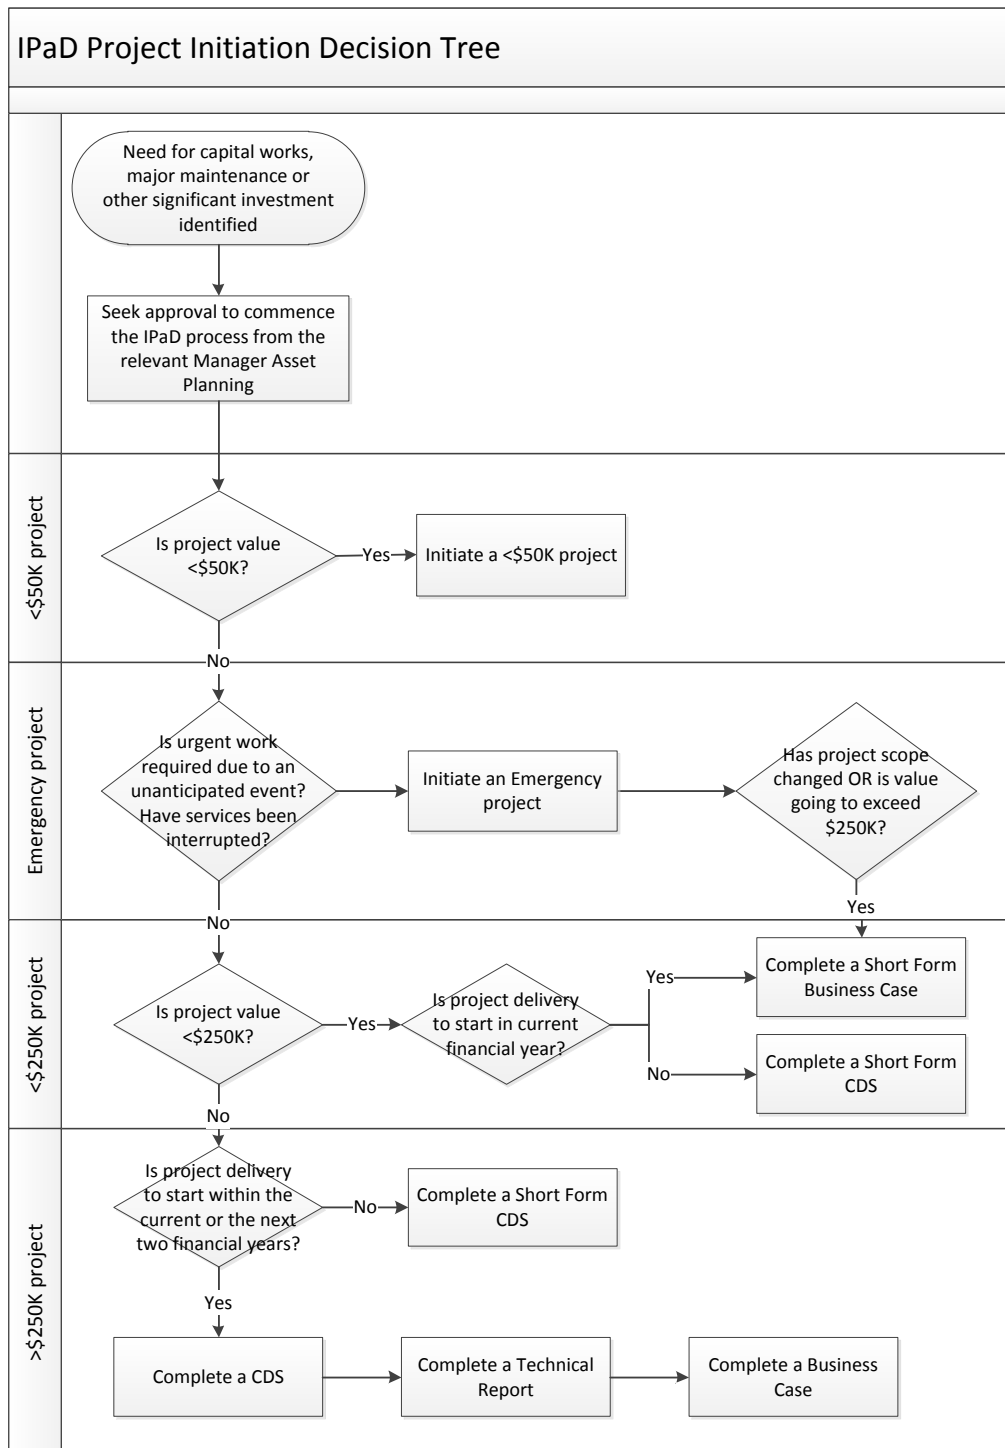 IPaD Project Initiation Decision Tree
Need for capital works,
major maintenance or
other significant investment
identified
Seek approval to commence
the IPaD process from the
relevant Manager Asset
Planning
<$50K project
Is project value
<$50K?
Yes
Initiate a <$50K project
No
Emergency project
Is urgent work
required due to an
unanticipated event?
Have services been
interrupted?
Initiate an Emergency
project
Has project scope
changed OR is value
going to exceed
$250K?
Yes
No
<$250K project
Is project value
<$250K?
Yes
Is project delivery
to start in current
financial year?
Yes
Complete a Short Form
Business Case
No
Complete a Short Form
CDS
No
>$250K project
Is project delivery
to start within the
current or the next
two financial years?
No
Complete a Short Form
CDS
Yes
Complete a CDS
Complete a Technical
Report
Complete a Business
Case